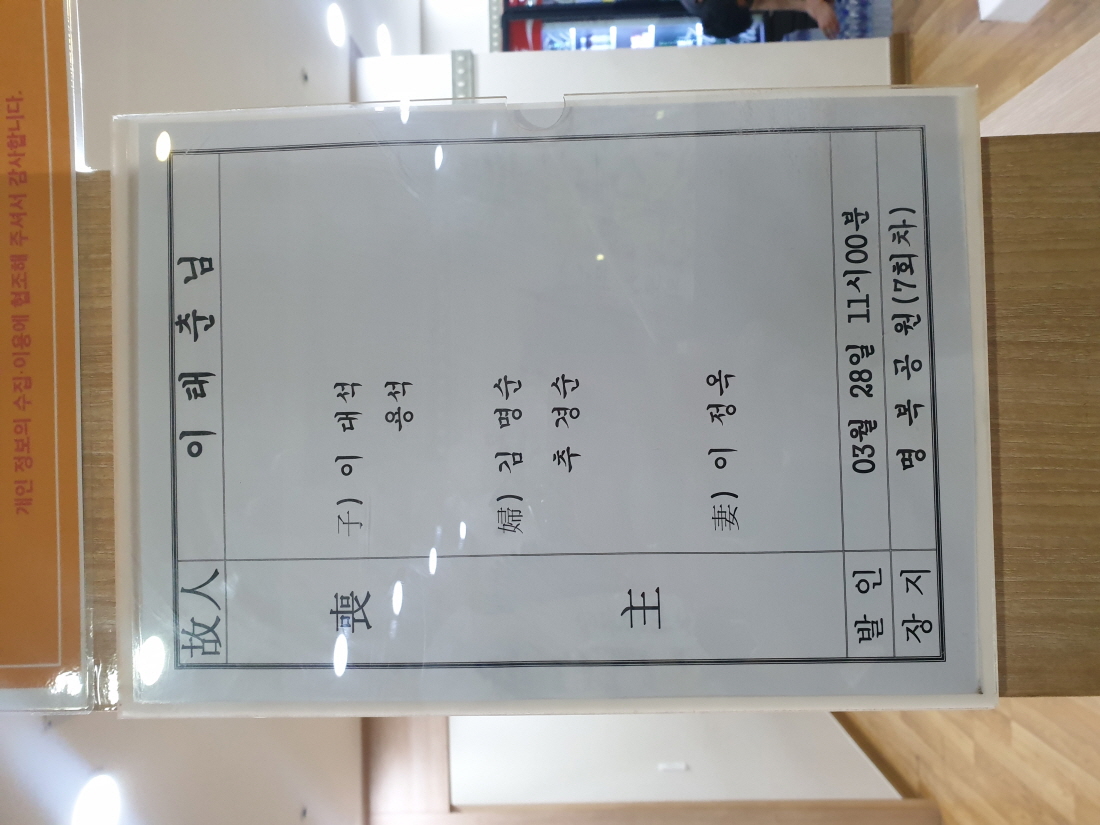 개인 정보의 수집·이용에 협조해 주셔서 감사합니다.
故人 이 태 춘 님
喪 主
子) 이 대석
용석
婦) 김 명순
추 경순
妻) 이 정옥
발 인 03월 28일 11시00분
장 지 명 복 공 원(7회차)